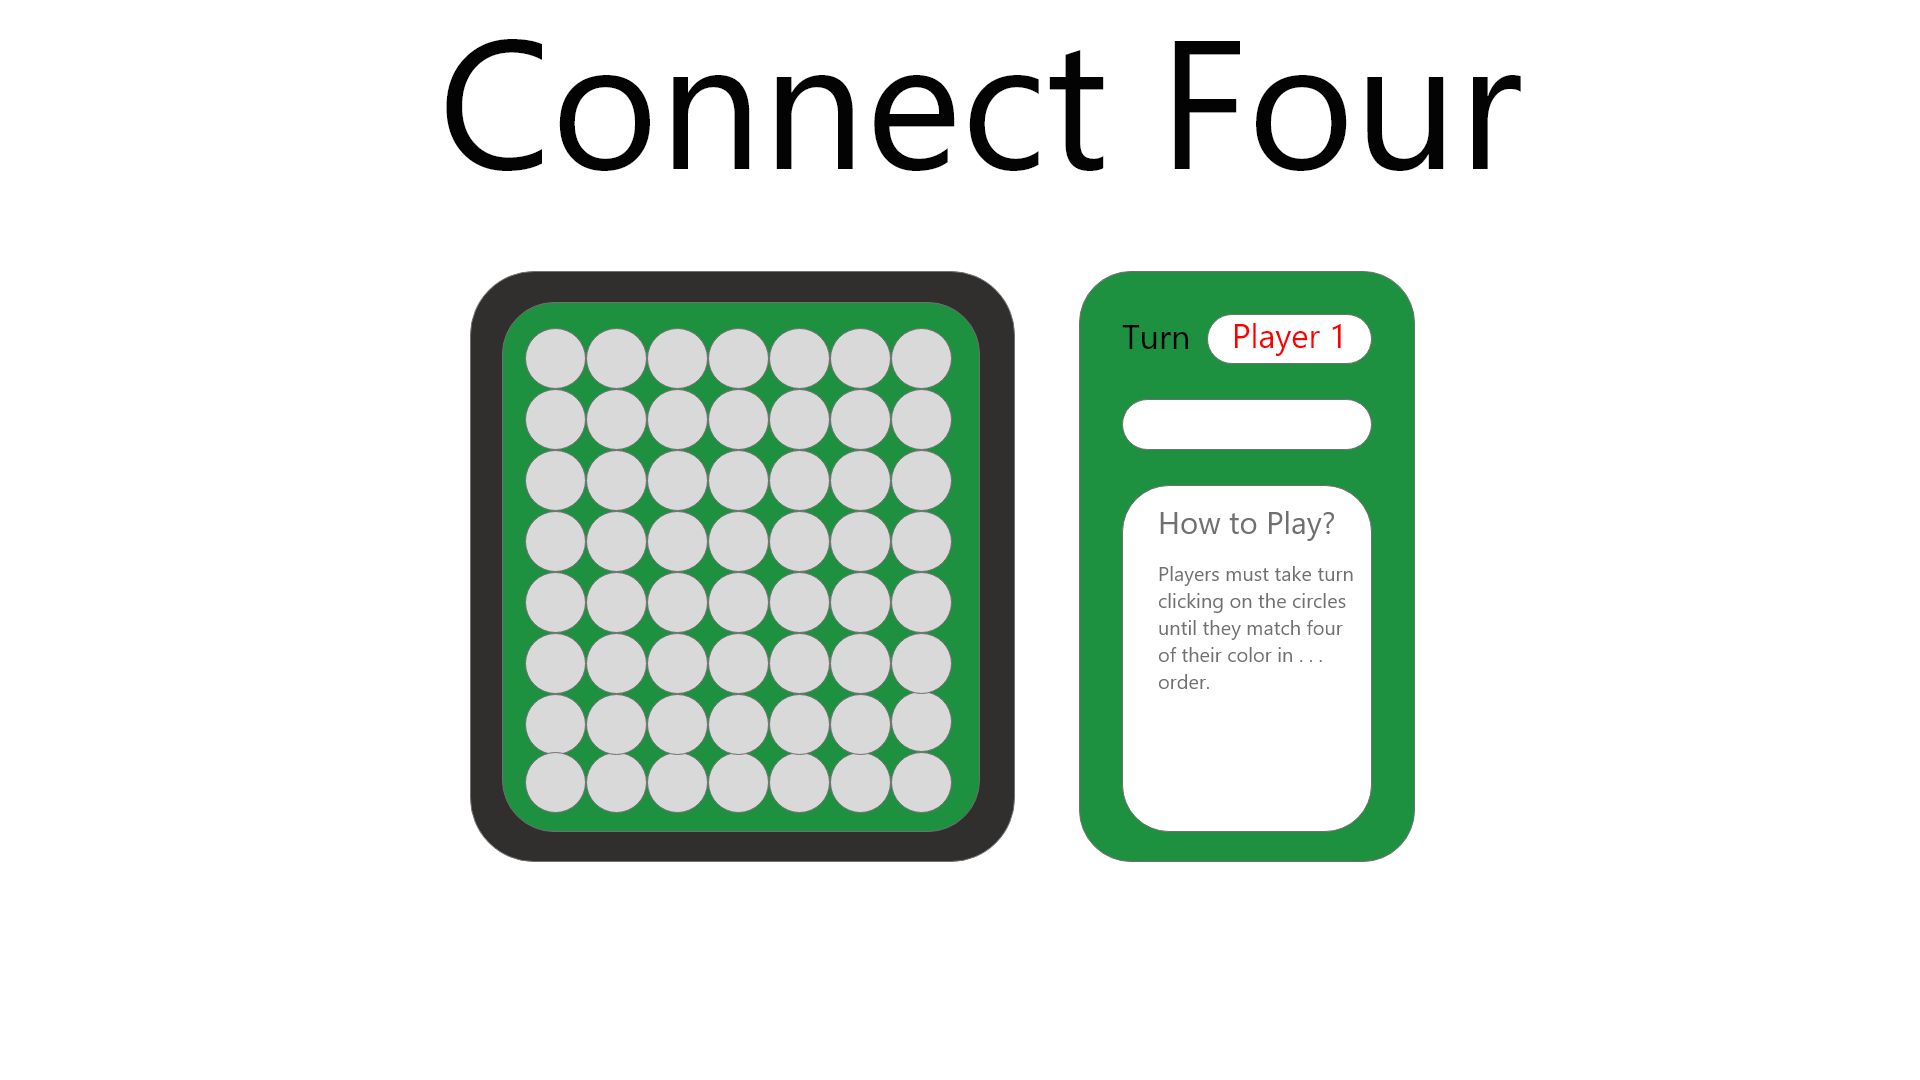 Connect Four
Turn Player 1
How to Play?
Players must take turn
clicking on the circles
until they match four
of their color in . . .
order.